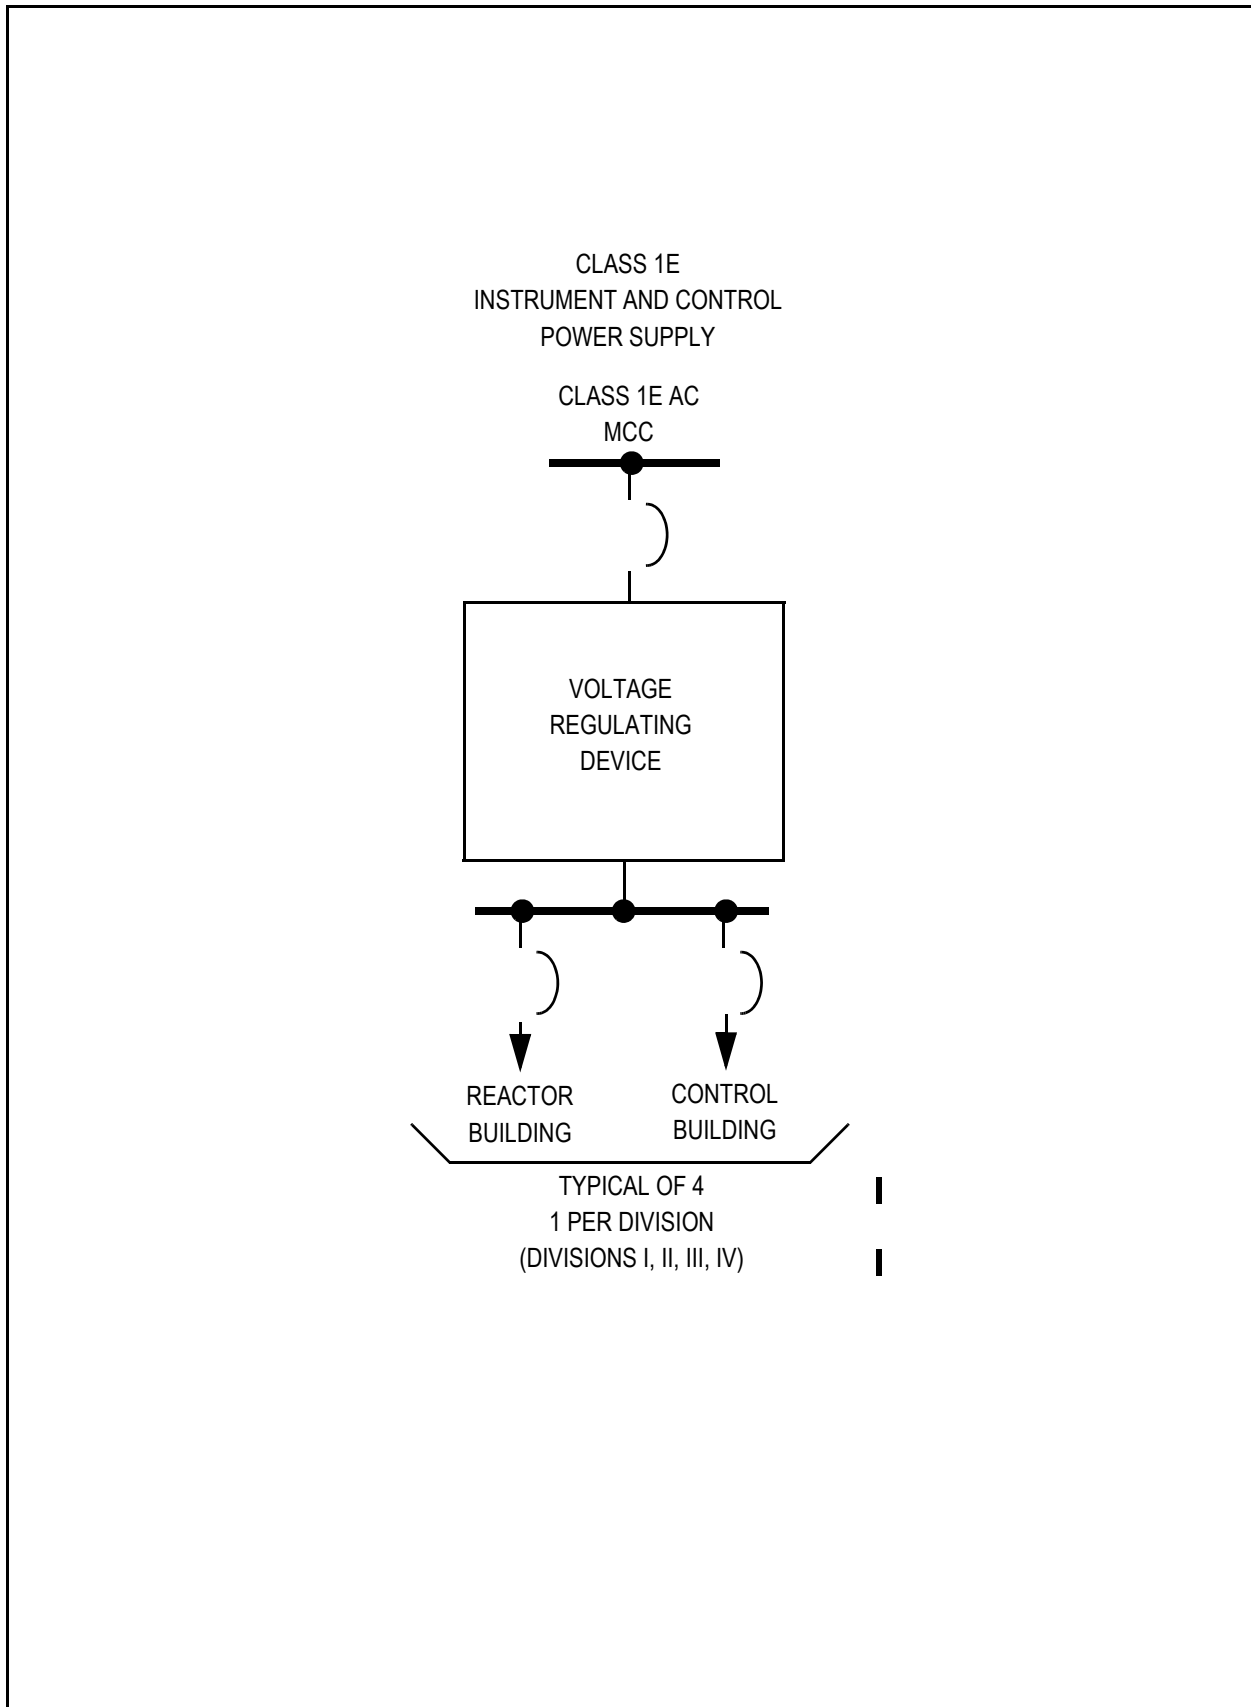 CLASS 1E
INSTRUMENT AND CONTROL
POWER SUPPLY
CLASS 1E AC
MCC
VOLTAGE
REGULATING
DEVICE
REACTOR
BUILDING
CONTROL
BUILDING
TYPICAL OF 4
1 PER DIVISION
(DIVISIONS I, II, III, IV)